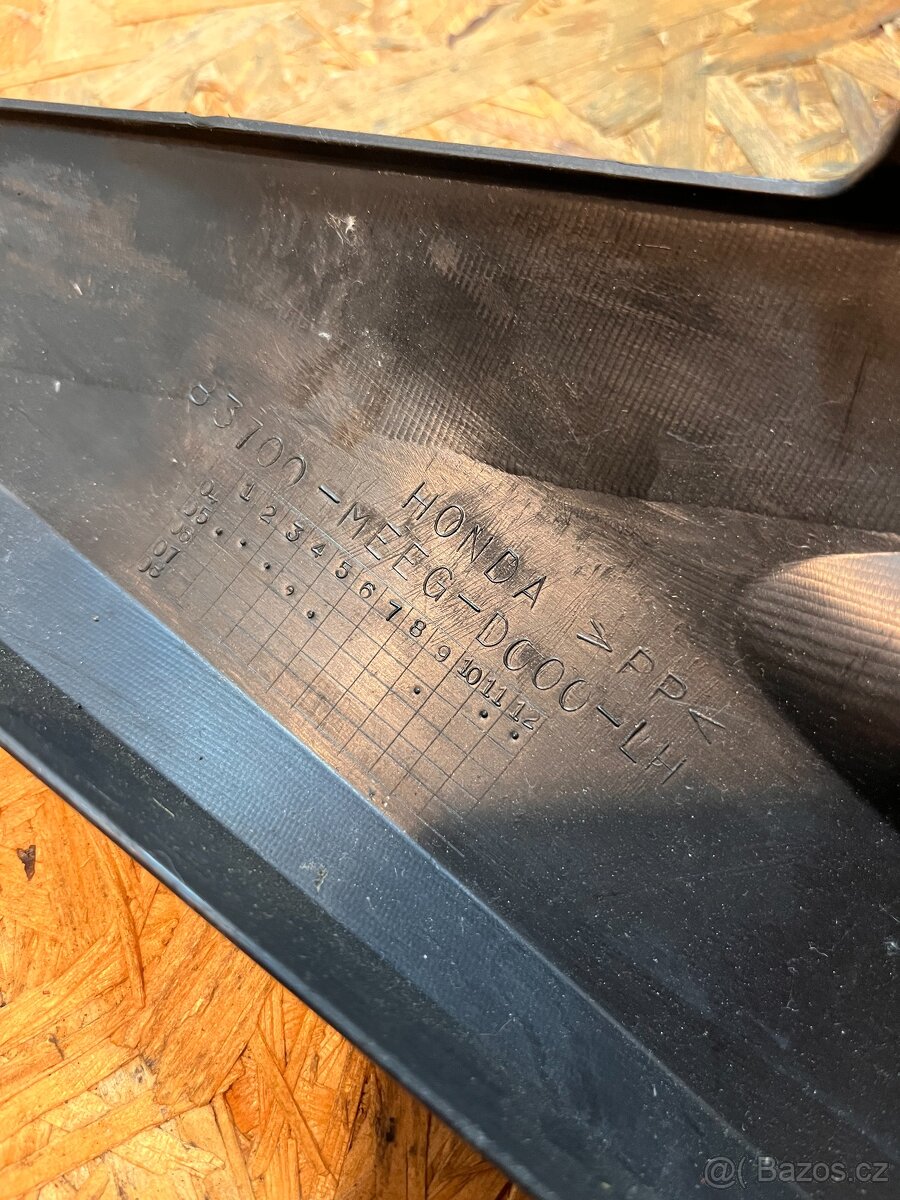 HONDA >PP<
83700-MEEG-D000-LH
1 2 3 4 5 6 7 8 9 10 11 12
05
06
07
08
@( Bazos.cz